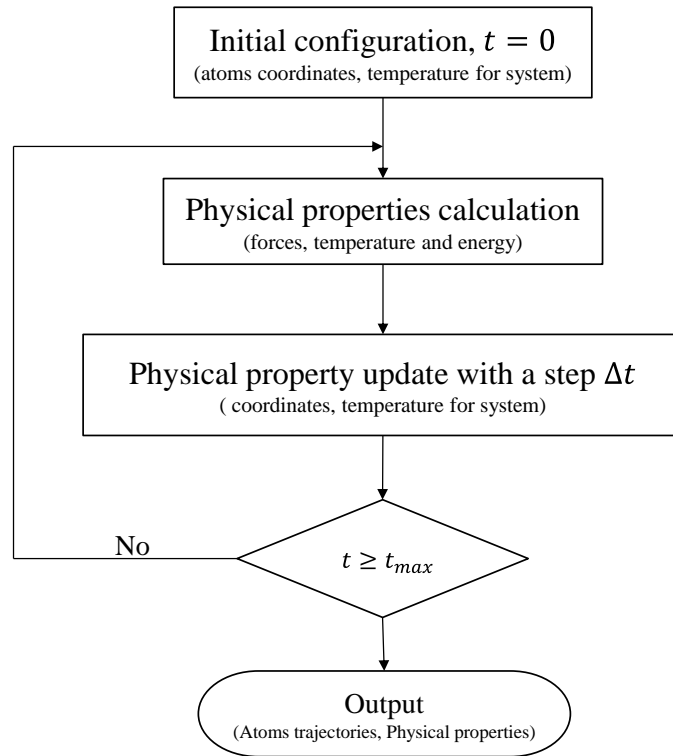 Initial configuration, 𝑡 = 0
(atoms coordinates, temperature for system)
Physical properties calculation
(forces, temperature and energy)
Physical property update with a step Δ𝑡
( coordinates, temperature for system)
No
𝑡 ≥ 𝑡𝑚𝑎𝑥
Output
(Atoms trajectories, Physical properties)